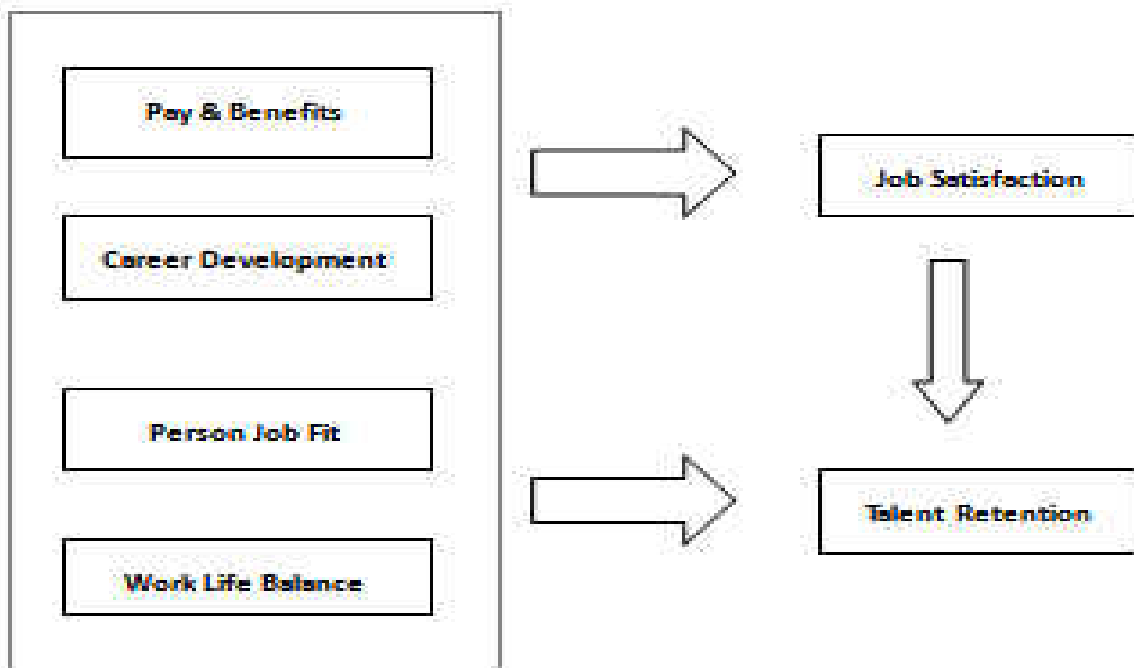 Pay & Benefits
Career Development
Person Job Fit
Work Life Balance
Job Satisfaction
Talent Retention